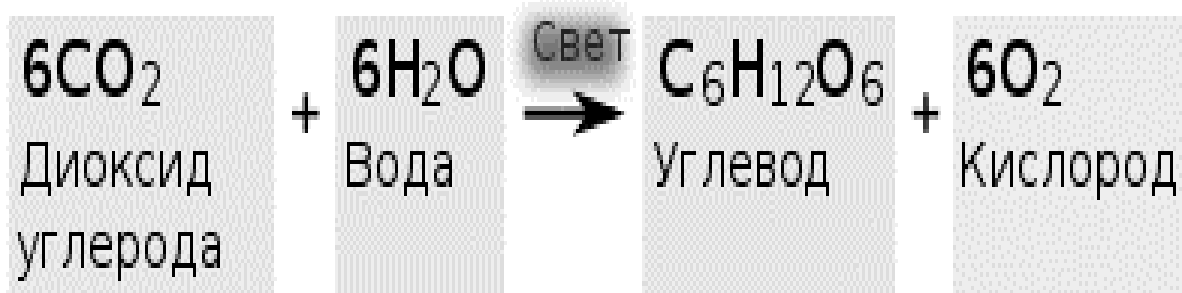 6CO₂ + 6H₂O Свет → C₆H₁₂O₆ + 6O₂
Диоксид углерода
Вода
Углевод
Кислород